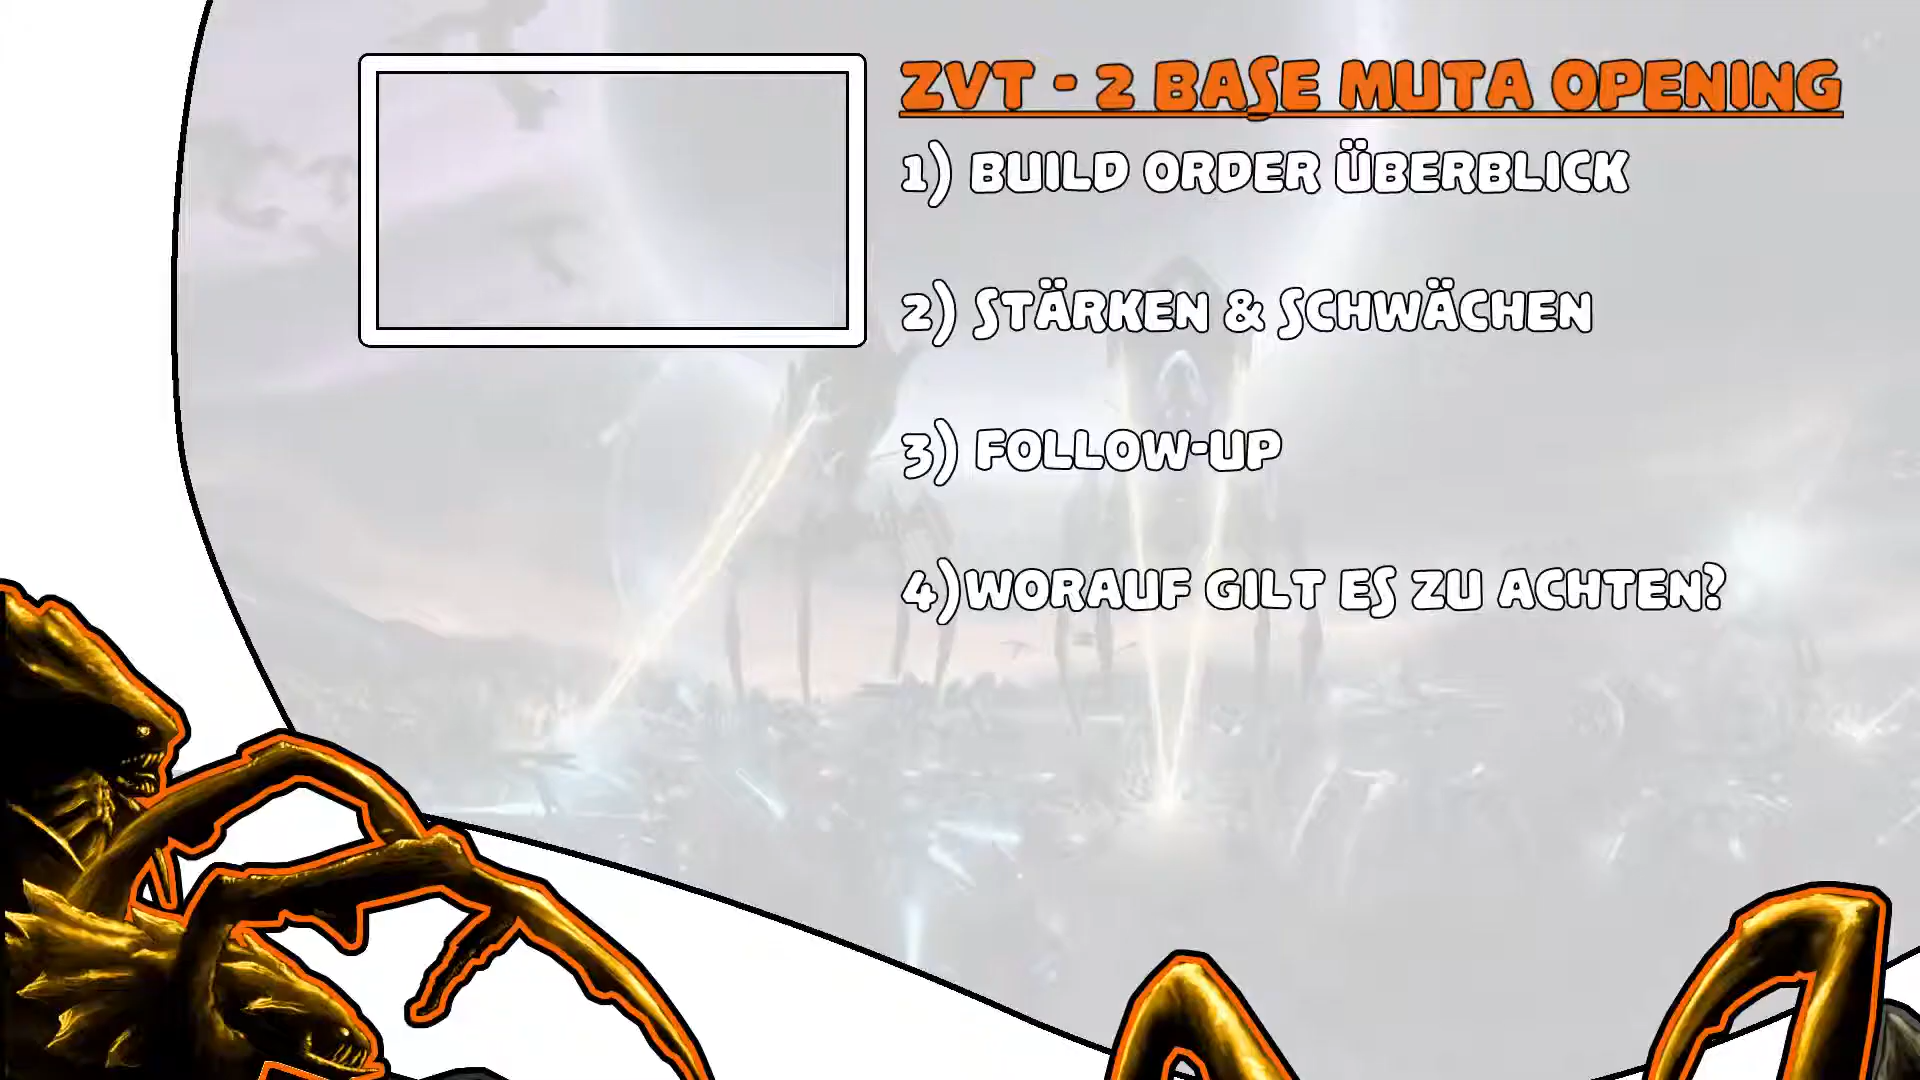 ZVT - 2 BASE MUTA OPENING
1) BUILD ORDER ÜBERBLICK
2) STÄRKEN & SCHWÄCHEN
3) FOLLOW-UP
4)WORAUF GILT ES ZU ACHTEN?